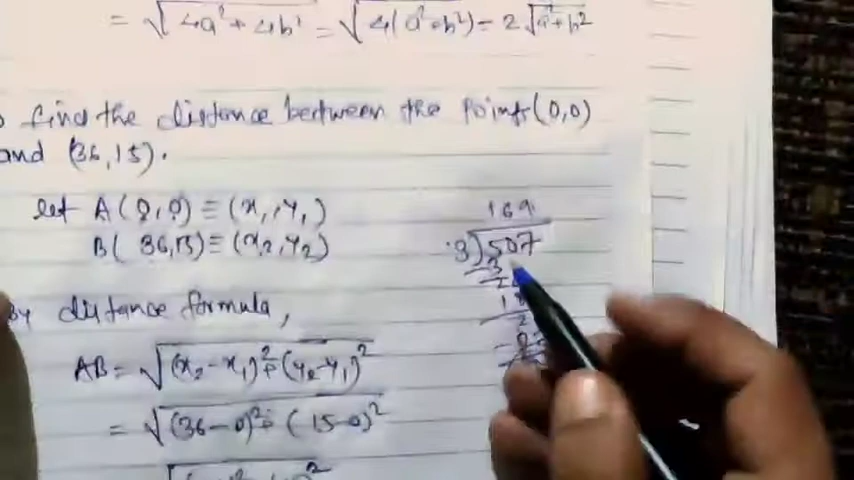 = √4a² + 4b² = √4(a²+b²) = 2√a²+b²
find the distance between the points (0,0)
and (36,15).
let A(0,0) ≡ (x₁,y₁)
B(36,15) ≡ (x₂,y₂)
By distance formula,
AB = √(x₂-x₁)²+(y₂-y₁)²
= √(36-0)²+(15-0)²
169
3)507
3